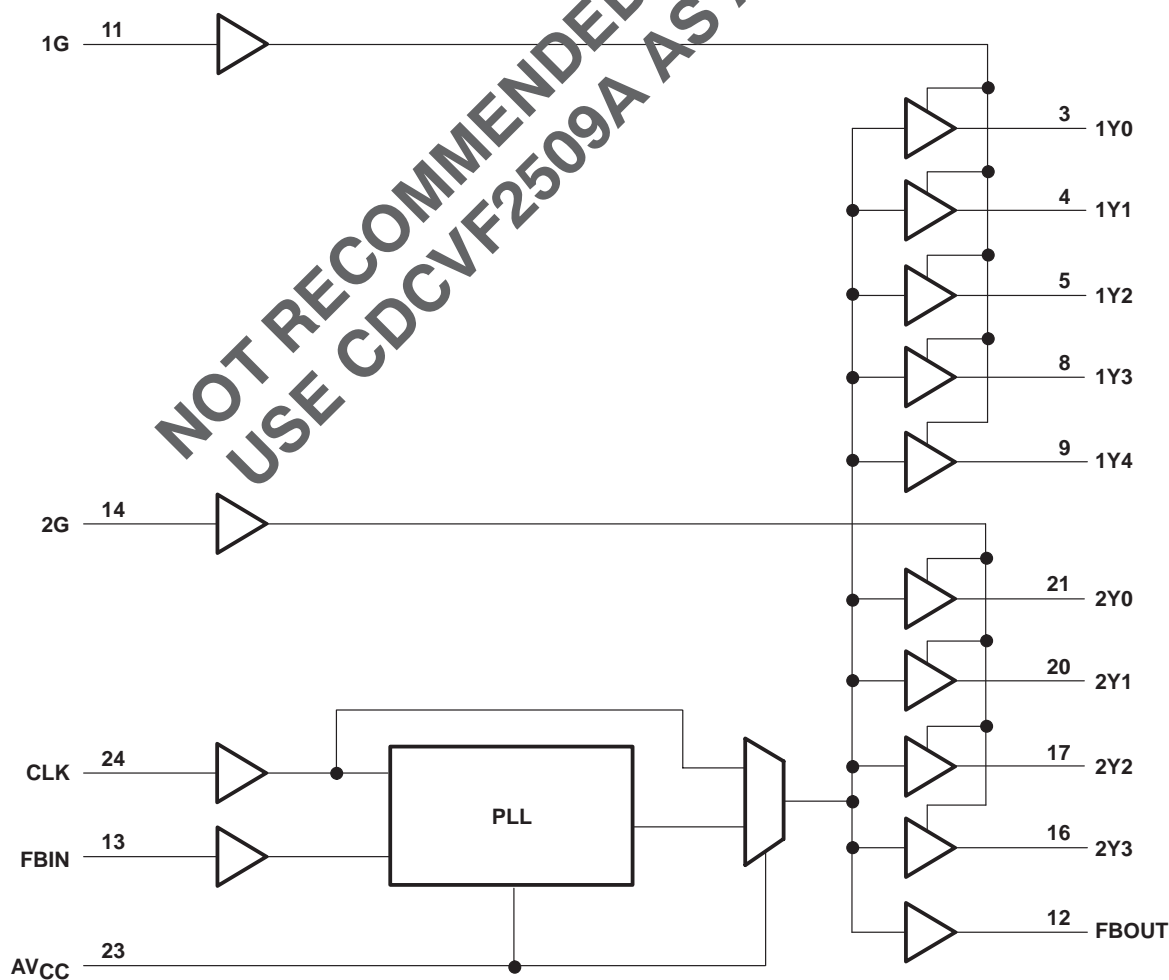 NOT RECOMMENDED
USE CDCVF2509A AS
1G 11
3 1Y0
4 1Y1
5 1Y2
8 1Y3
9 1Y4
2G 14
21 2Y0
20 2Y1
17 2Y2
16 2Y3
12 FBOUT
CLK 24
PLL
FBIN 13
AVCC 23